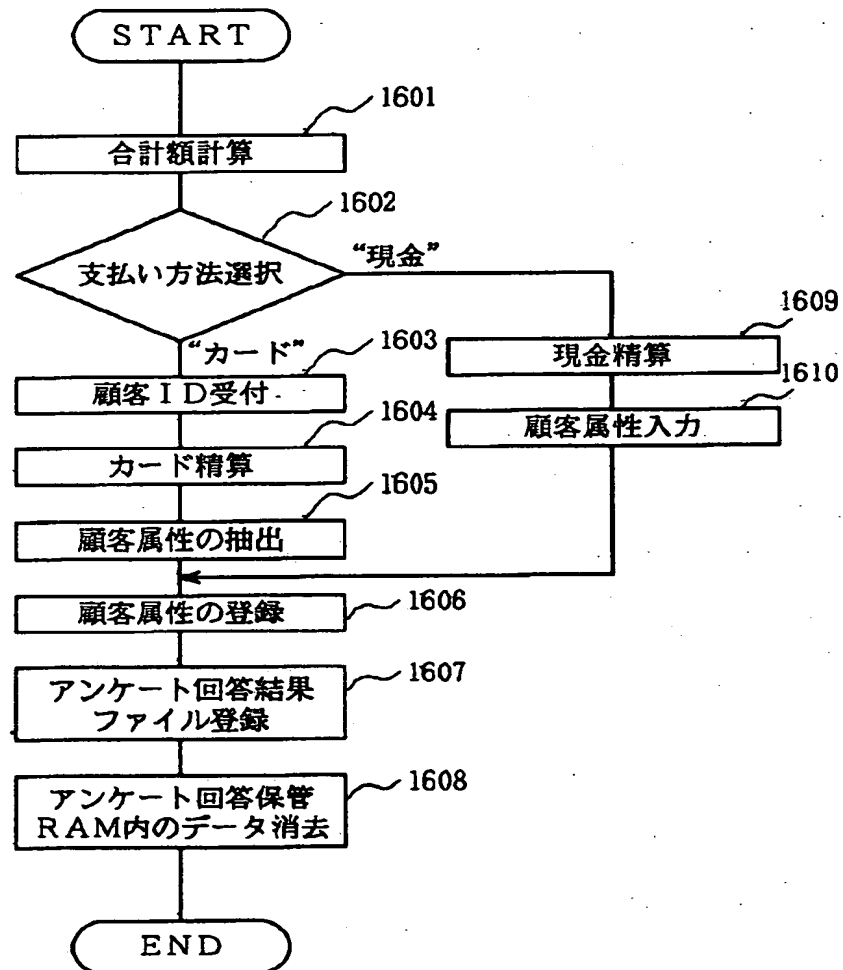 START
1601
合計額計算
1602
支払い方法選択
“現金”
“カード”
1603
顧客ID受付
1604
カード精算
1605
顧客属性の抽出
1609
現金精算
1610
顧客属性入力
1606
顧客属性の登録
1607
アンケート回答結果
ファイル登録
1608
アンケート回答保管
RAM内のデータ消去
END